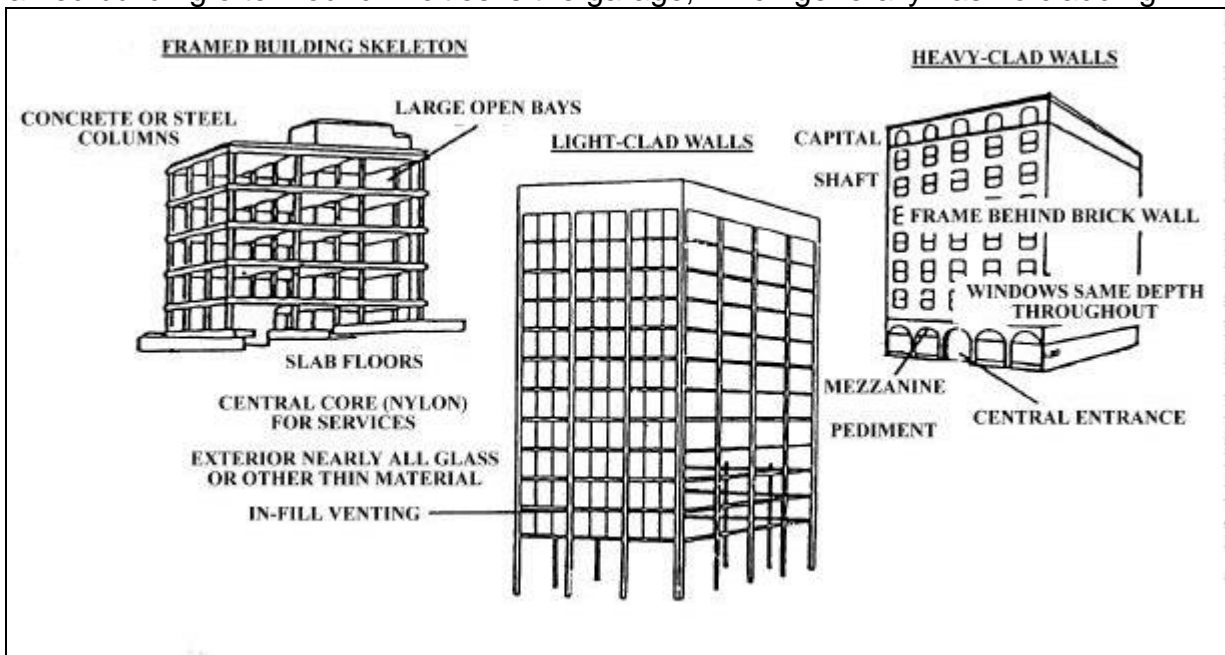 FRAMED BUILDING SKELETON
CONCRETE OR STEEL
COLUMNS
LARGE OPEN BAYS
SLAB FLOORS
LIGHT-CLAD WALLS
CENTRAL CORE (NYLON)
FOR SERVICES
EXTERIOR NEARLY ALL GLASS
OR OTHER THIN MATERIAL
IN-FILL VENTING
HEAVY-CLAD WALLS
CAPITAL
SHAFT
FRAME BEHIND BRICK WALL
WINDOWS SAME DEPTH
THROUGHOUT
MEZZANINE
CENTRAL ENTRANCE
PEDIMENT